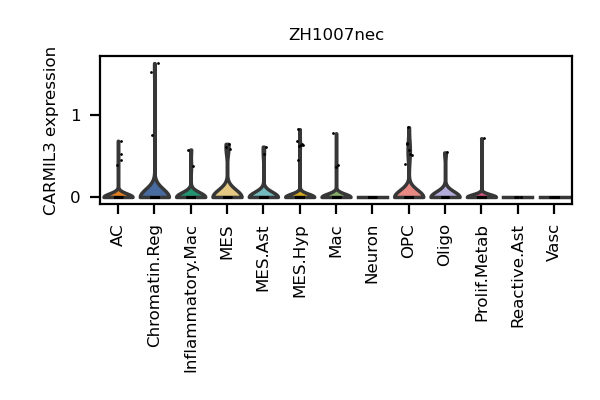 ZH1007nec
CARMIL3 expression
1
0
AC
Chromatin.Reg
Inflammatory.Mac
MES
MES.Ast
MES.Hyp
Mac
Neuron
OPC
Oligo
Prolif.Metab
Reactive.Ast
Vasc